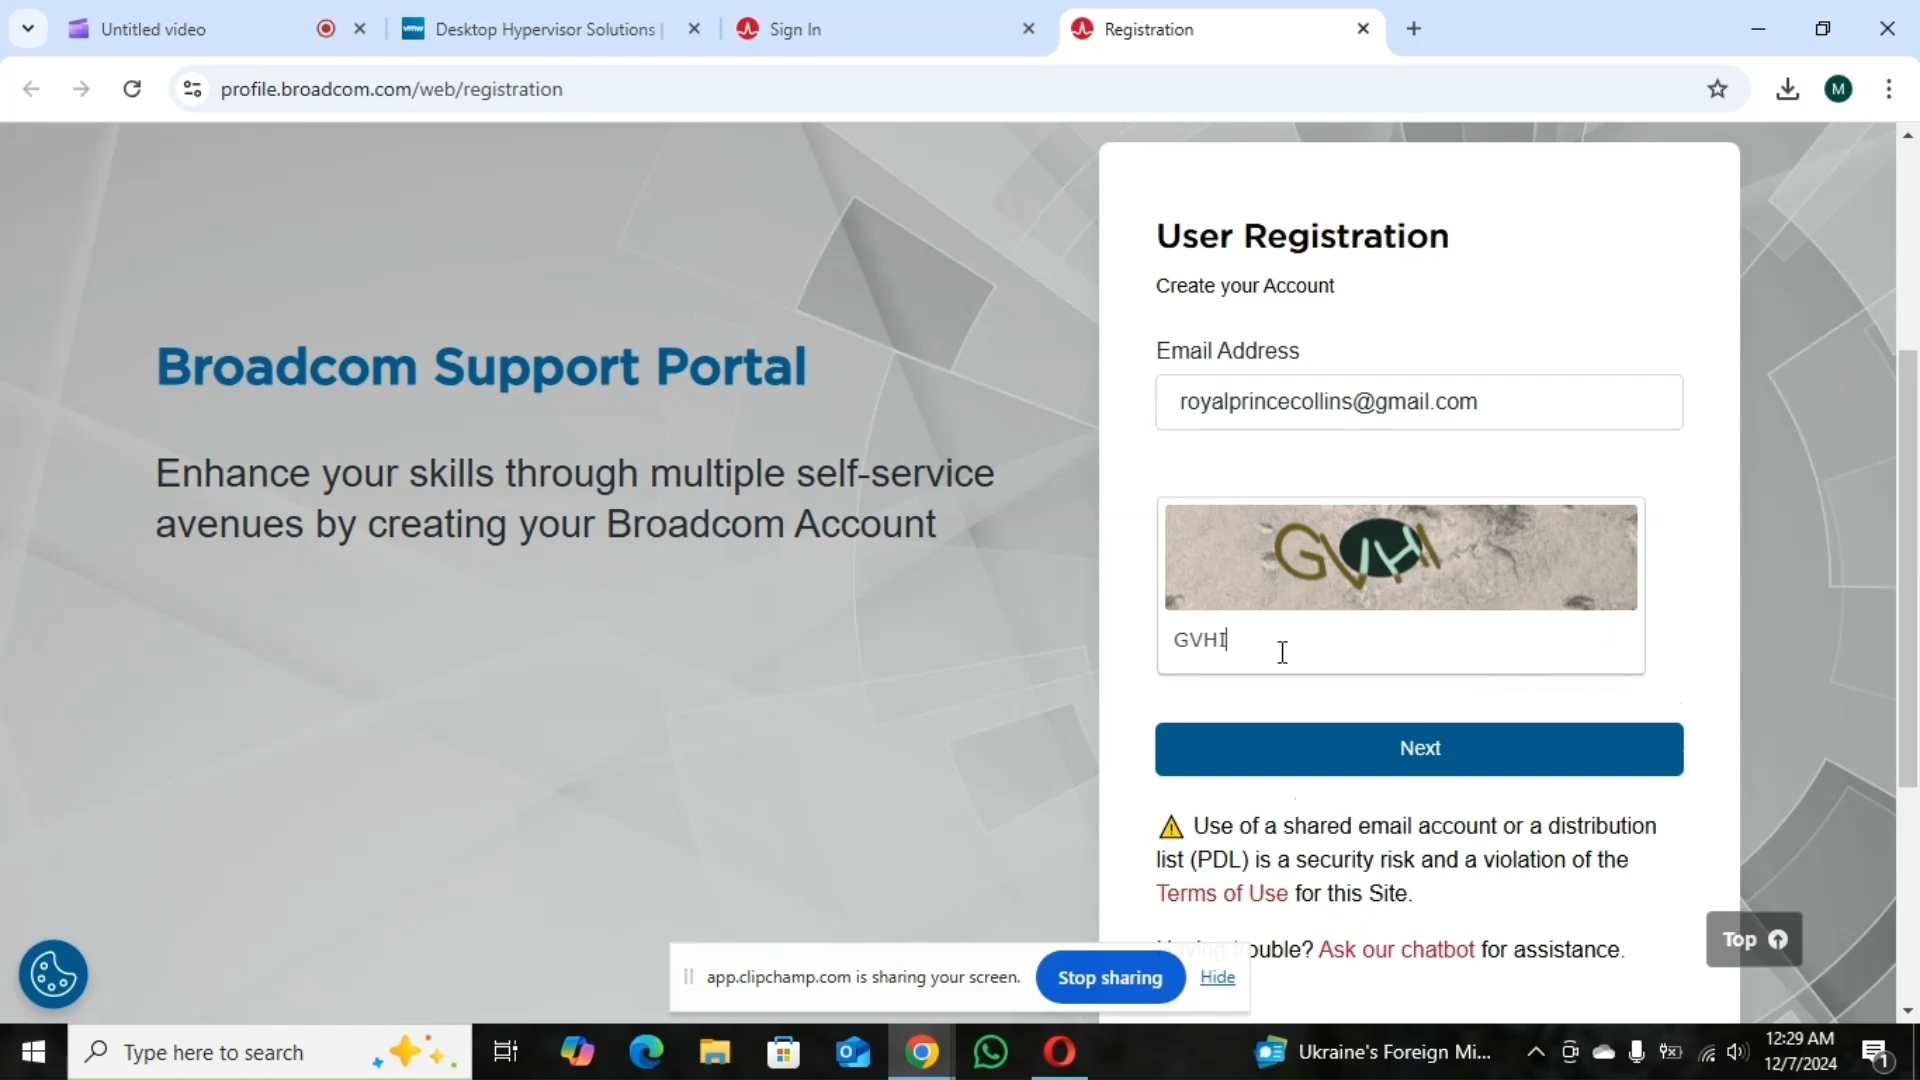 Untitled video
vmw
Desktop Hypervisor Solutions |
Sign In
Registration
profile.broadcom.com/web/registration
M
Broadcom Support Portal
Enhance your skills through multiple self-service
avenues by creating your Broadcom Account
User Registration
Create your Account
Email Address
royalprincecollins@gmail.com
GVHI
GVHI
Next
⚠ Use of a shared email account or a distribution
list (PDL) is a security risk and a violation of the
Terms of Use for this Site.
trouble? Ask our chatbot for assistance.
Top
app.clipchamp.com is sharing your screen.
Stop sharing
Hide
Type here to search
Ukraine's Foreign Mi...
12:29 AM
12/7/2024
1